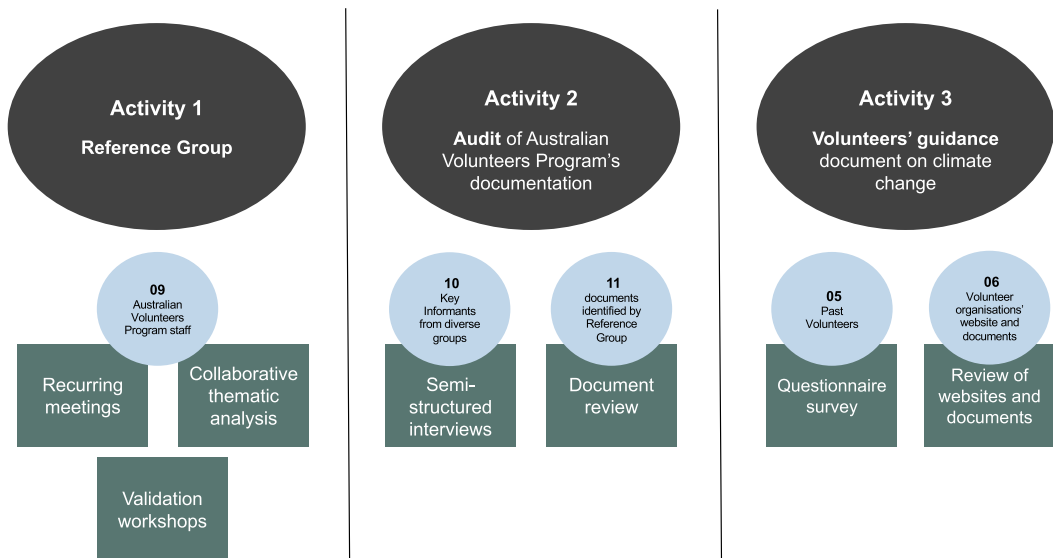 Activity 1
Reference Group
09
Australian
Volunteers
Program staff
Recurring
meetings
Collaborative
thematic
analysis
Validation
workshops
Activity 2
Audit of Australian
Volunteers Program’s
documentation
10
Key
Informants
from diverse
groups
11
documents
identified by
Reference
Group
Semi-
structured
interviews
Document
review
Activity 3
Volunteers’ guidance
document on climate
change
05
Past
Volunteers
06
Volunteer
organisations’
website and
documents
Questionnaire
survey
Review of
websites and
documents